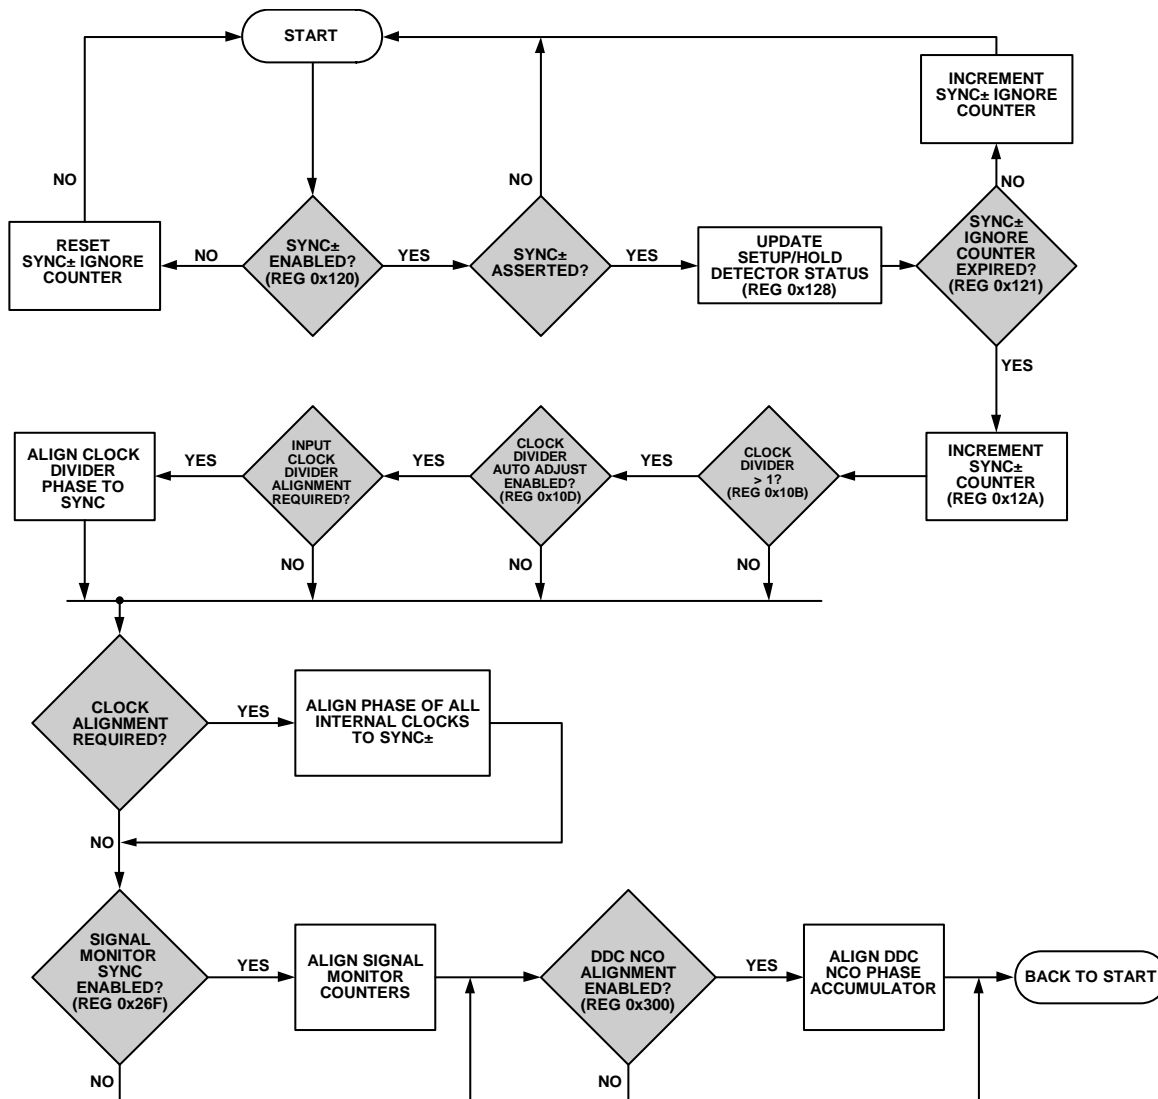 START
INCREMENT
SYNC± IGNORE
COUNTER
NO
NO
NO
RESET
SYNC± IGNORE
COUNTER
NO
SYNC±
ENABLED?
(REG 0x120)
YES
SYNC±
ASSERTED?
YES
UPDATE
SETUP/HOLD
DETECTOR STATUS
(REG 0x128)
SYNC±
IGNORE
COUNTER
EXPIRED?
(REG 0x121)
YES
ALIGN CLOCK
DIVIDER
PHASE TO
SYNC
YES
INPUT
CLOCK
DIVIDER
ALIGNMENT
REQUIRED?
YES
CLOCK
DIVIDER
AUTO ADJUST
ENABLED?
(REG 0x10D)
YES
CLOCK
DIVIDER
> 1?
(REG 0x10B)
INCREMENT
SYNC±
COUNTER
(REG 0x12A)
NO
NO
NO
CLOCK
ALIGNMENT
REQUIRED?
YES
ALIGN PHASE OF ALL
INTERNAL CLOCKS
TO SYNC±
NO
SIGNAL
MONITOR
SYNC
ENABLED?
(REG 0x26F)
YES
ALIGN SIGNAL
MONITOR
COUNTERS
DDC NCO
ALIGNMENT
ENABLED?
(REG 0x300)
YES
ALIGN DDC
NCO PHASE
ACCUMULATOR
BACK TO START
NO
NO